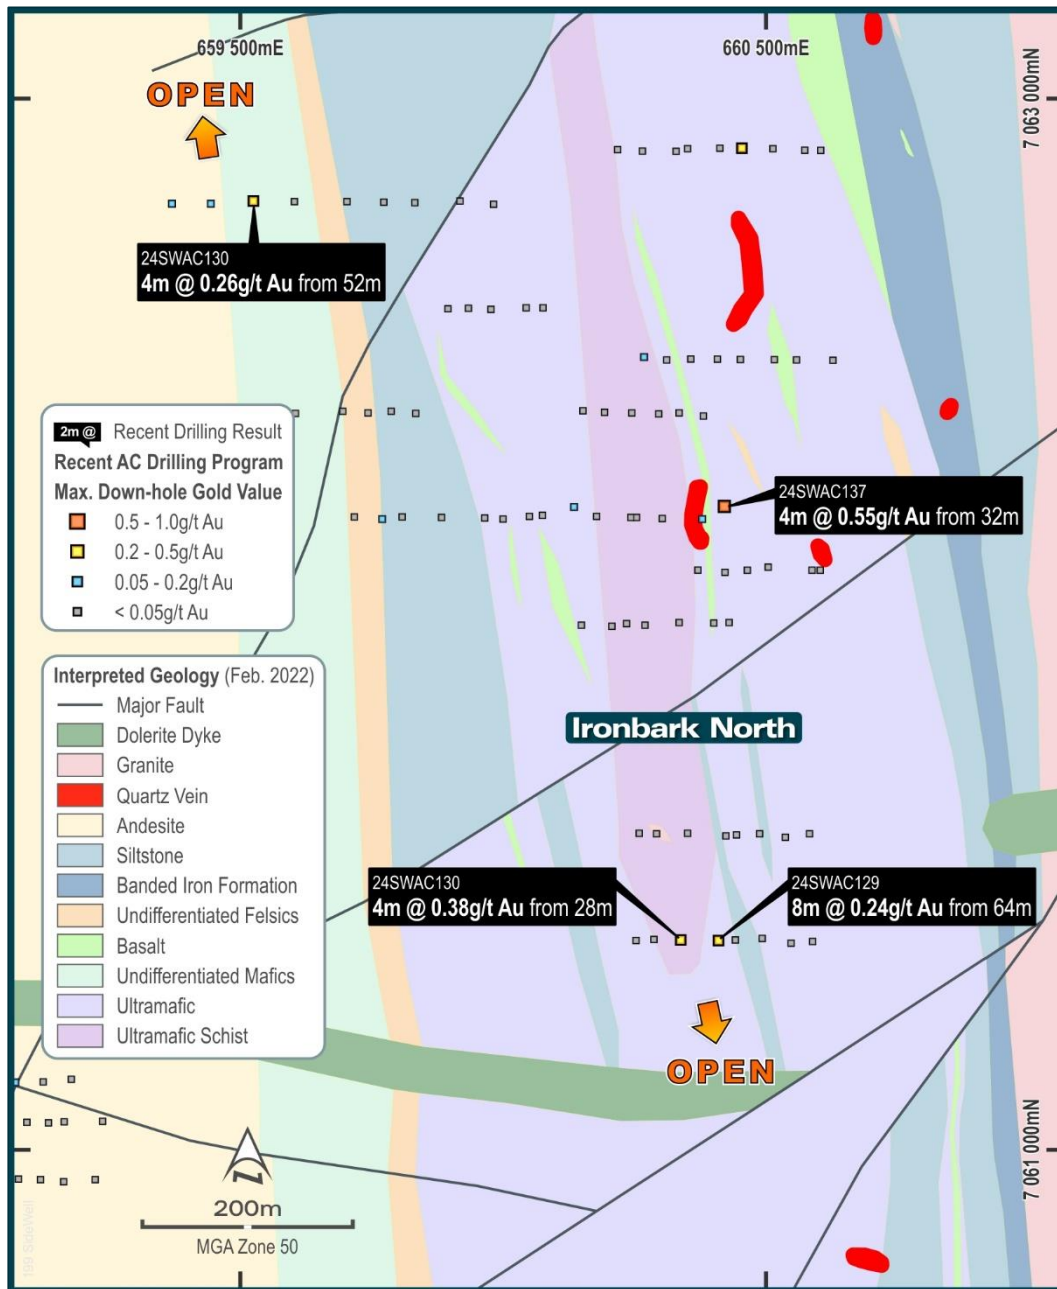 659 500mE
660 500mE
7 063 000mN
OPEN
24SWAC130
4m @ 0.26g/t Au from 52m
2m @ Recent Drilling Result
Recent AC Drilling Program
Max. Down-hole Gold Value
0.5 - 1.0g/t Au
0.2 - 0.5g/t Au
0.05 - 0.2g/t Au
< 0.05g/t Au
24SWAC137
4m @ 0.55g/t Au from 32m
Interpreted Geology (Feb. 2022)
Major Fault
Dolerite Dyke
Granite
Quartz Vein
Andesite
Siltstone
Banded Iron Formation
Undifferentiated Felsics
Basalt
Undifferentiated Mafics
Ultramafic
Ultramafic Schist
Ironbark North
24SWAC130
4m @ 0.38g/t Au from 28m
24SWAC129
8m @ 0.24g/t Au from 64m
OPEN
7 061 000mN
N
200m
MGA Zone 50
199 SideWell